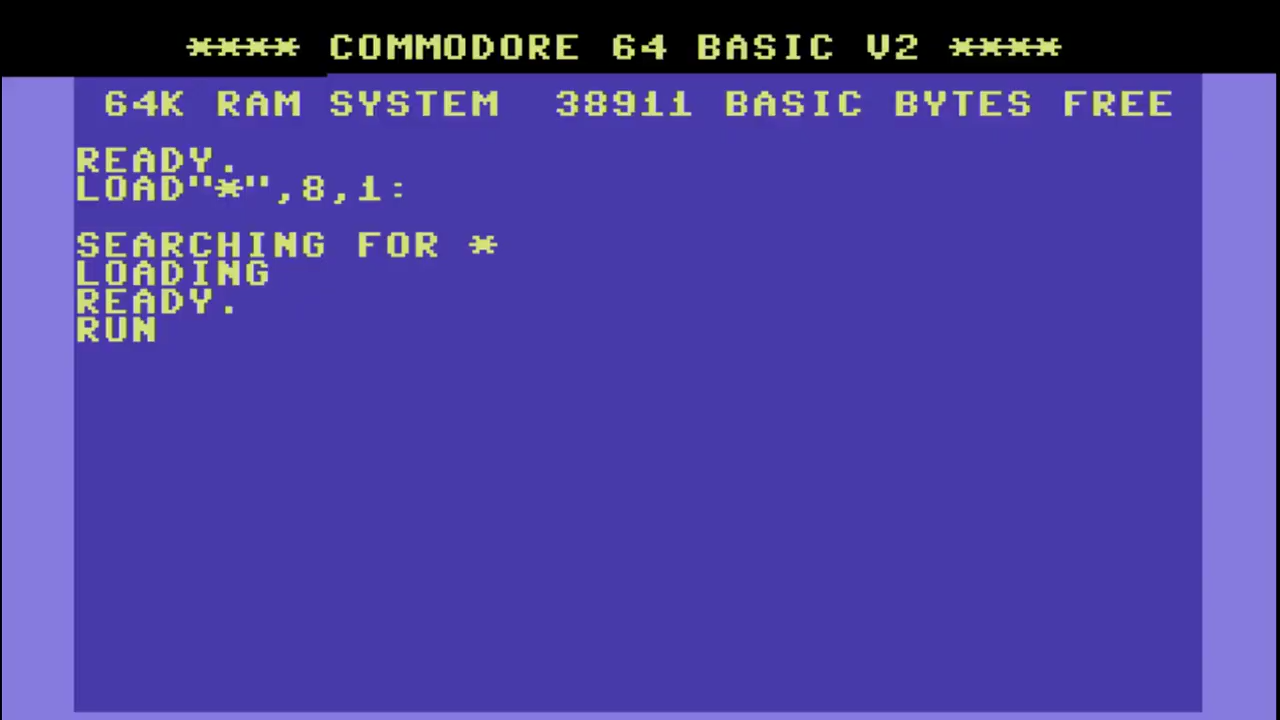 **** COMMODORE 64 BASIC V2 ****
64K RAM SYSTEM  38911 BASIC BYTES FREE
READY.
LOAD"*",8,1:
SEARCHING FOR *
LOADING
READY.
RUN